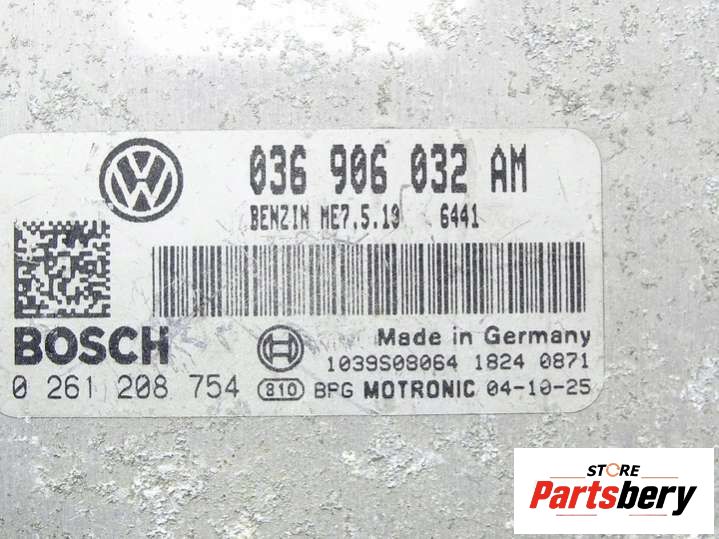 036 906 032 AM
BENZIN ME7.5.10 6441
BOSCH
Made in Germany
1039S08064 1824 0871
0 261 208 754 810 BPG MOTRONIC 04-10-25
STORE
Partsbery